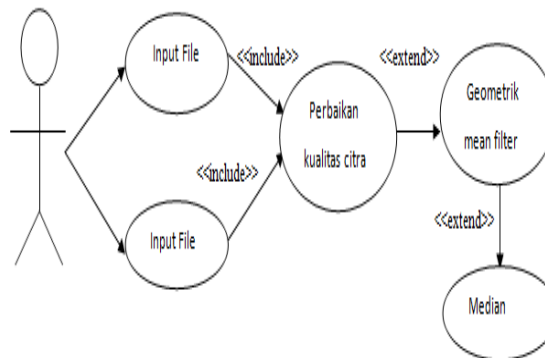 Input File
<<include>>
<<extend>>
Perbaikan
kualitas citra
Geometrik
mean filter
<<include>>
Input File
<<extend>>
Median